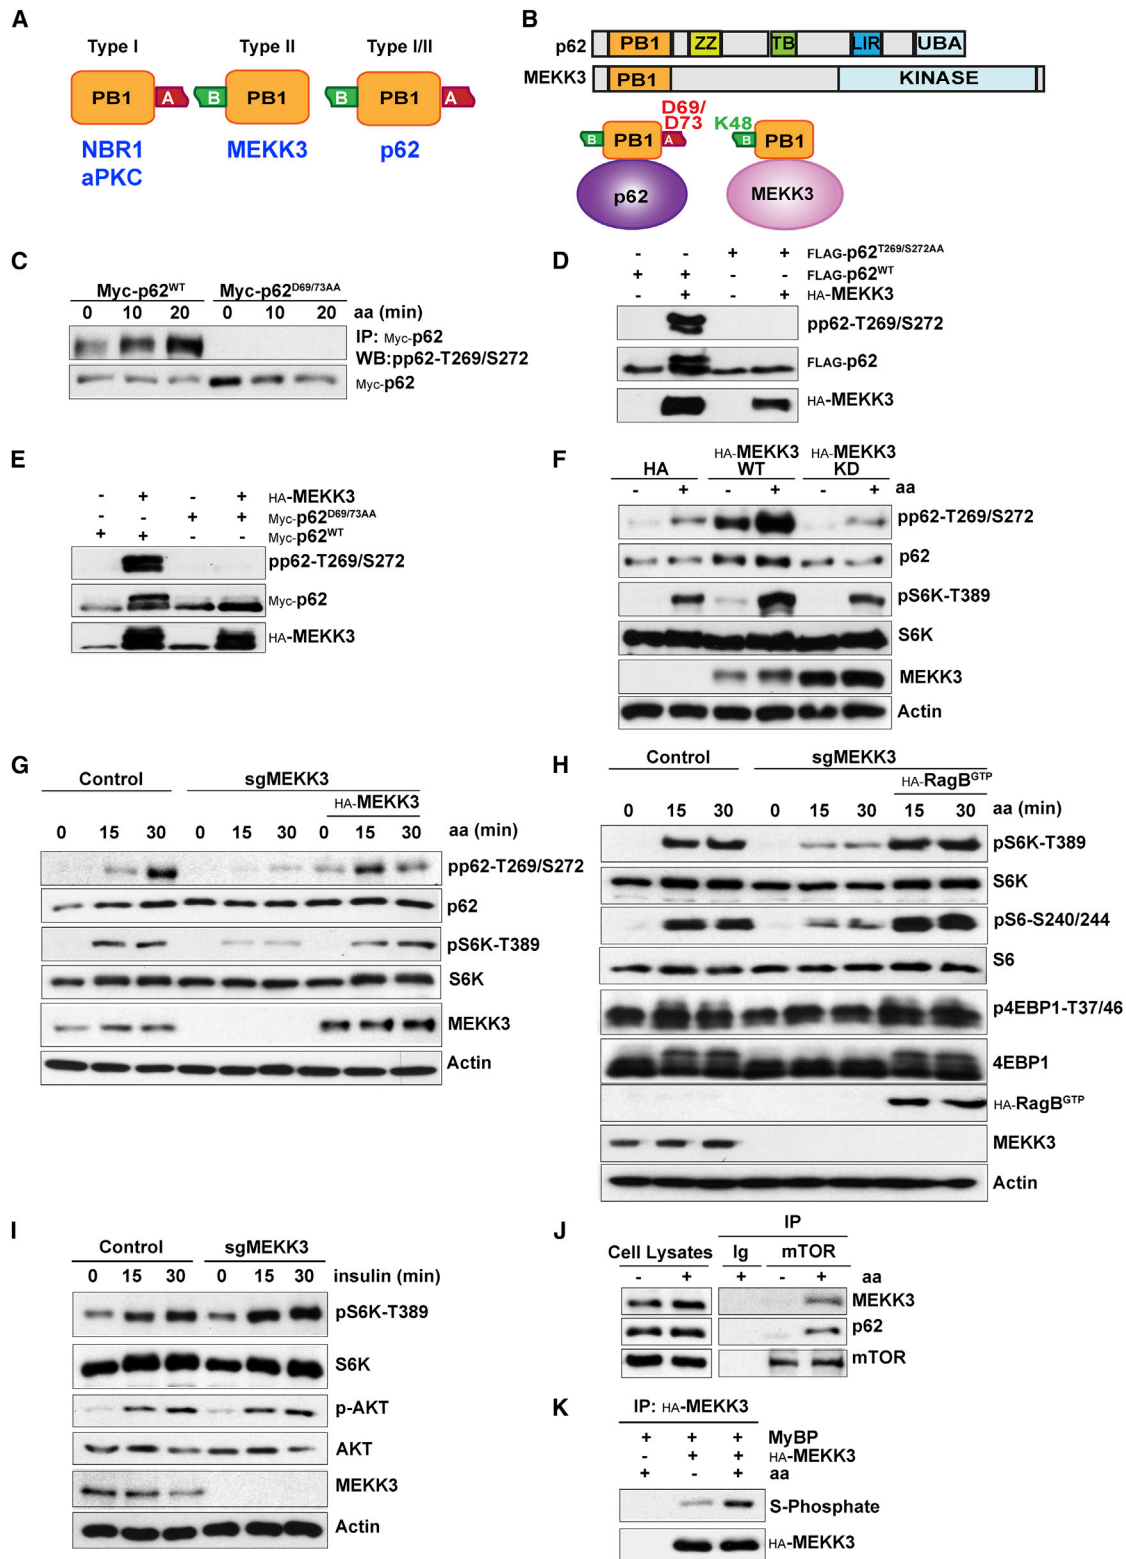 A
Type I
Type II
Type I/II
PB1
A
B
PB1
B
PB1
A
NBR1
aPKC
MEKK3
p62
B
p62
PB1
ZZ
TB
LIR
UBA
MEKK3
PB1
KINASE
D69/
D73
K48
B
PB1
A
B
PB1
p62
MEKK3
C
Myc-p62WT
Myc-p62D69/73AA
0 10 20 0 10 20 aa (min)
IP: Myc-p62
WB:pp62-T269/S272
Myc-p62
D
- - + + FLAG-p62T269/S272AA
+ + - - FLAG-p62WT
- + - + HA-MEKK3
pp62-T269/S272
FLAG-p62
HA-MEKK3
E
- + - + HA-MEKK3
- - + + Myc-p62D69/73AA
+ + - - Myc-p62WT
pp62-T269/S272
Myc-p62
HA-MEKK3
F
HA
HA-MEKK3
WT
HA-MEKK3
KD
- + - + - + aa
pp62-T269/S272
p62
pS6K-T389
S6K
MEKK3
Actin
G
Control
sgMEKK3
HA-MEKK3
0 15 30 0 15 30 0 15 30 aa (min)
pp62-T269/S272
p62
pS6K-T389
S6K
MEKK3
Actin
H
Control
sgMEKK3
HA-RagBGTP
0 15 30 0 15 30 15 30 aa (min)
pS6K-T389
S6K
pS6-S240/244
S6
p4EBP1-T37/46
4EBP1
HA-RagBGTP
MEKK3
Actin
I
Control
sgMEKK3
0 15 30 0 15 30 insulin (min)
pS6K-T389
S6K
p-AKT
AKT
MEKK3
Actin
J
IP
Cell Lysates
Ig
mTOR
- + + - + aa
MEKK3
p62
mTOR
K
IP: HA-MEKK3
+ + + MyBP
- + + HA-MEKK3
+ - + aa
S-Phosphate
HA-MEKK3